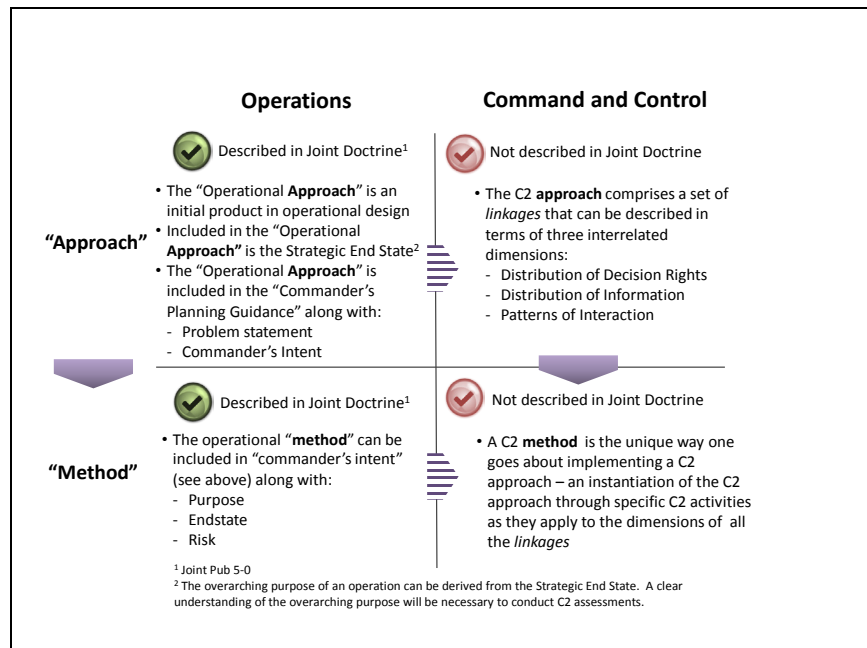 Operations
Command and Control
Described in Joint Doctrine1
Not described in Joint Doctrine
“Approach”
• The “Operational Approach” is an
initial product in operational design
• Included in the “Operational
Approach” is the Strategic End State2
• The “Operational Approach” is
included in the “Commander’s
Planning Guidance” along with:
- Problem statement
- Commander’s Intent
• The C2 approach comprises a set of
linkages that can be described in
terms of three interrelated
dimensions:
- Distribution of Decision Rights
- Distribution of Information
- Patterns of Interaction
Described in Joint Doctrine1
Not described in Joint Doctrine
“Method”
• The operational “method” can be
included in “commander’s intent”
(see above) along with:
- Purpose
- Endstate
- Risk
• A C2 method is the unique way one
goes about implementing a C2
approach – an instantiation of the C2
approach through specific C2 activities
as they apply to the dimensions of all
the linkages
1 Joint Pub 5-0
2 The overarching purpose of an operation can be derived from the Strategic End State. A clear
understanding of the overarching purpose will be necessary to conduct C2 assessments.